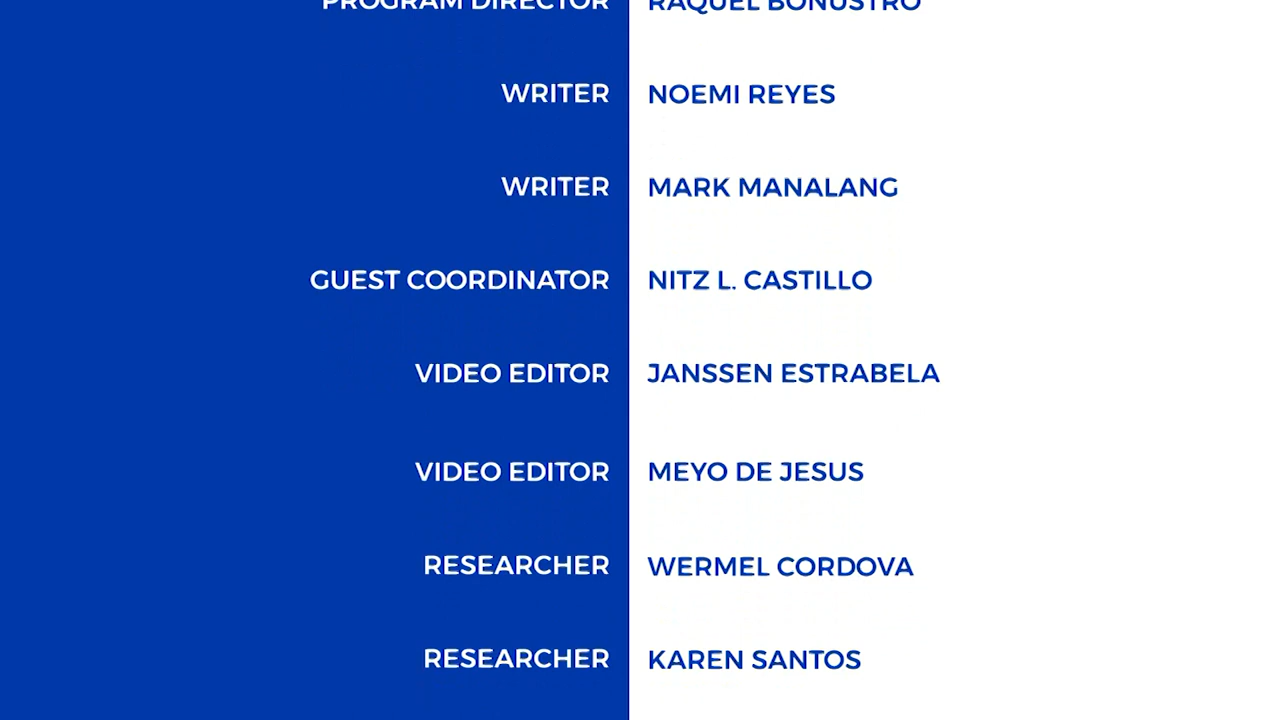 PROGRAM DIRECTOR RAQUEL BONUSTRO
WRITER NOEMI REYES
WRITER MARK MANALANG
GUEST COORDINATOR NITZ L. CASTILLO
VIDEO EDITOR JANSSEN ESTRABELA
VIDEO EDITOR MEYO DE JESUS
RESEARCHER WERMEL CORDOVA
RESEARCHER KAREN SANTOS